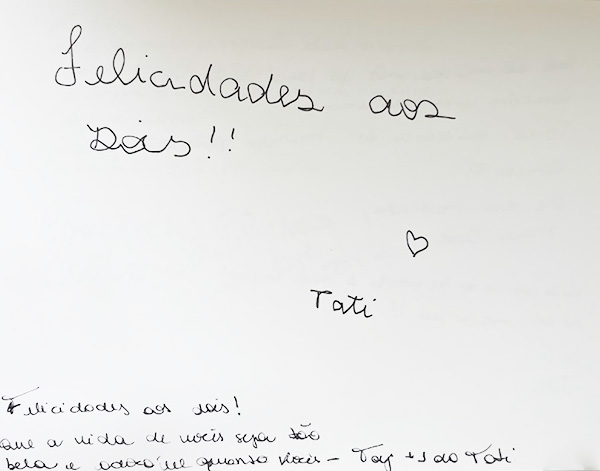 Felicidades aos
Dois!!
♡
Tati
Felicidades aos dois!
que a vida de vocês seja tão
bela e adorável quanto vocês - Tay +1 do Tati